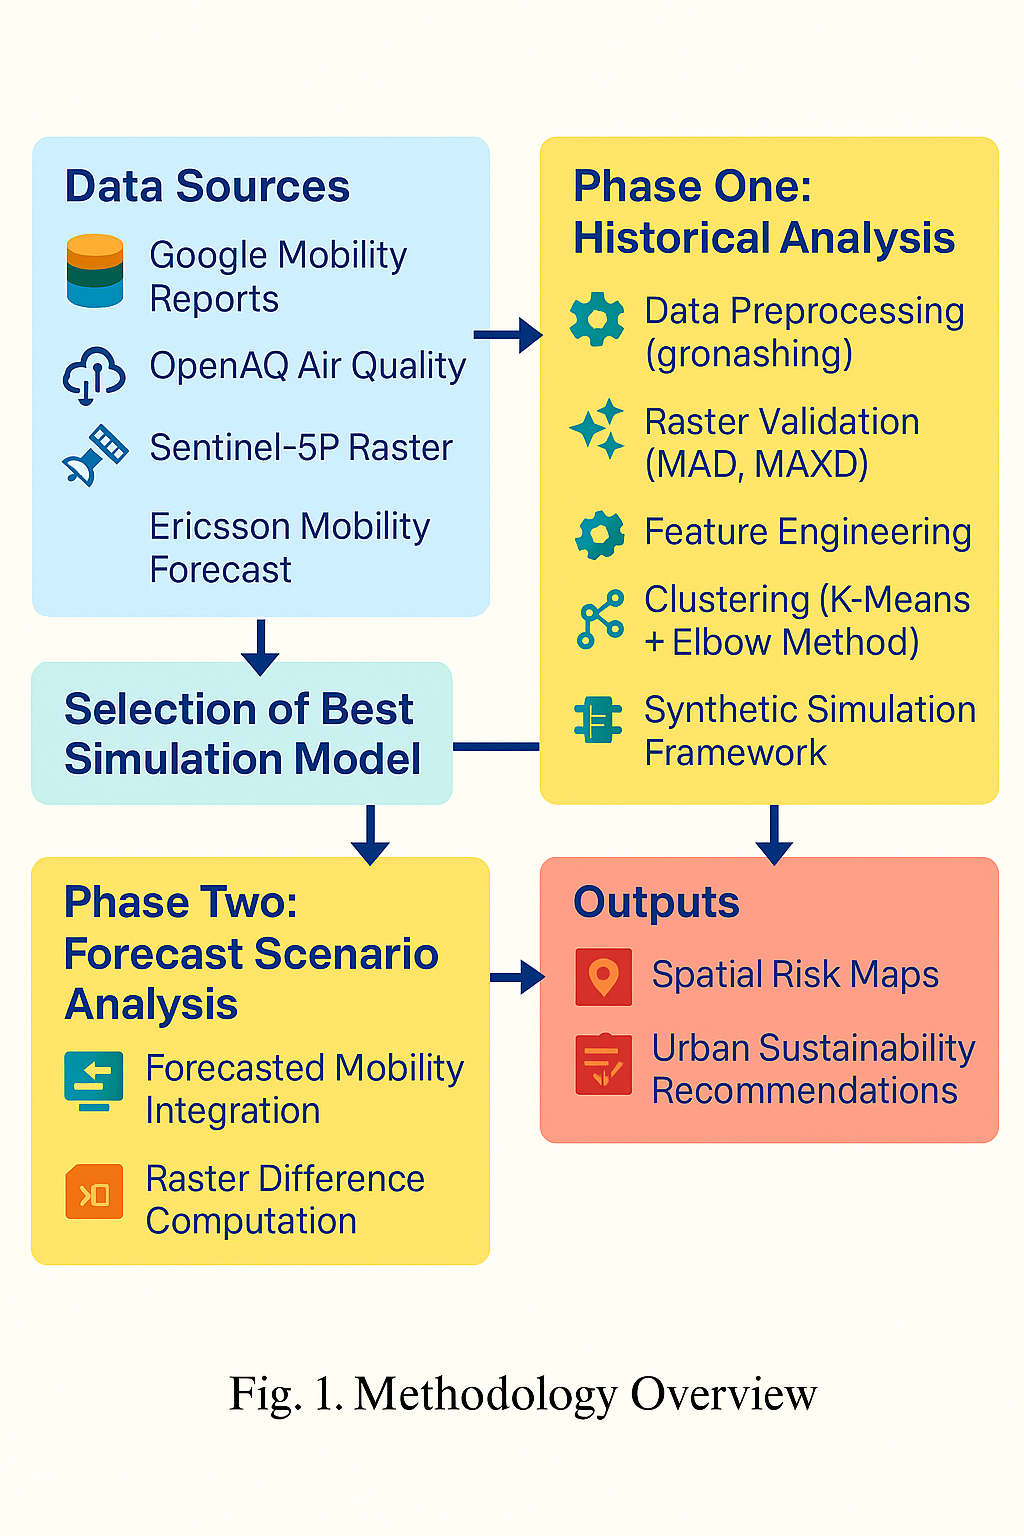 Data Sources
Google Mobility
Reports
OpenAQ Air Quality
Sentinel-5P Raster
Ericsson Mobility
Forecast
Phase One:
Historical Analysis
Data Preprocessing
(gronashing)
Raster Validation
(MAD, MAXD)
Feature Engineering
Clustering (K-Means
+ Elbow Method)
Synthetic Simulation
Framework
Selection of Best
Simulation Model
Phase Two:
Forecast Scenario
Analysis
Forecasted Mobility
Integration
Raster Difference
Computation
Outputs
Spatial Risk Maps
Urban Sustainability
Recommendations
Fig. 1. Methodology Overview